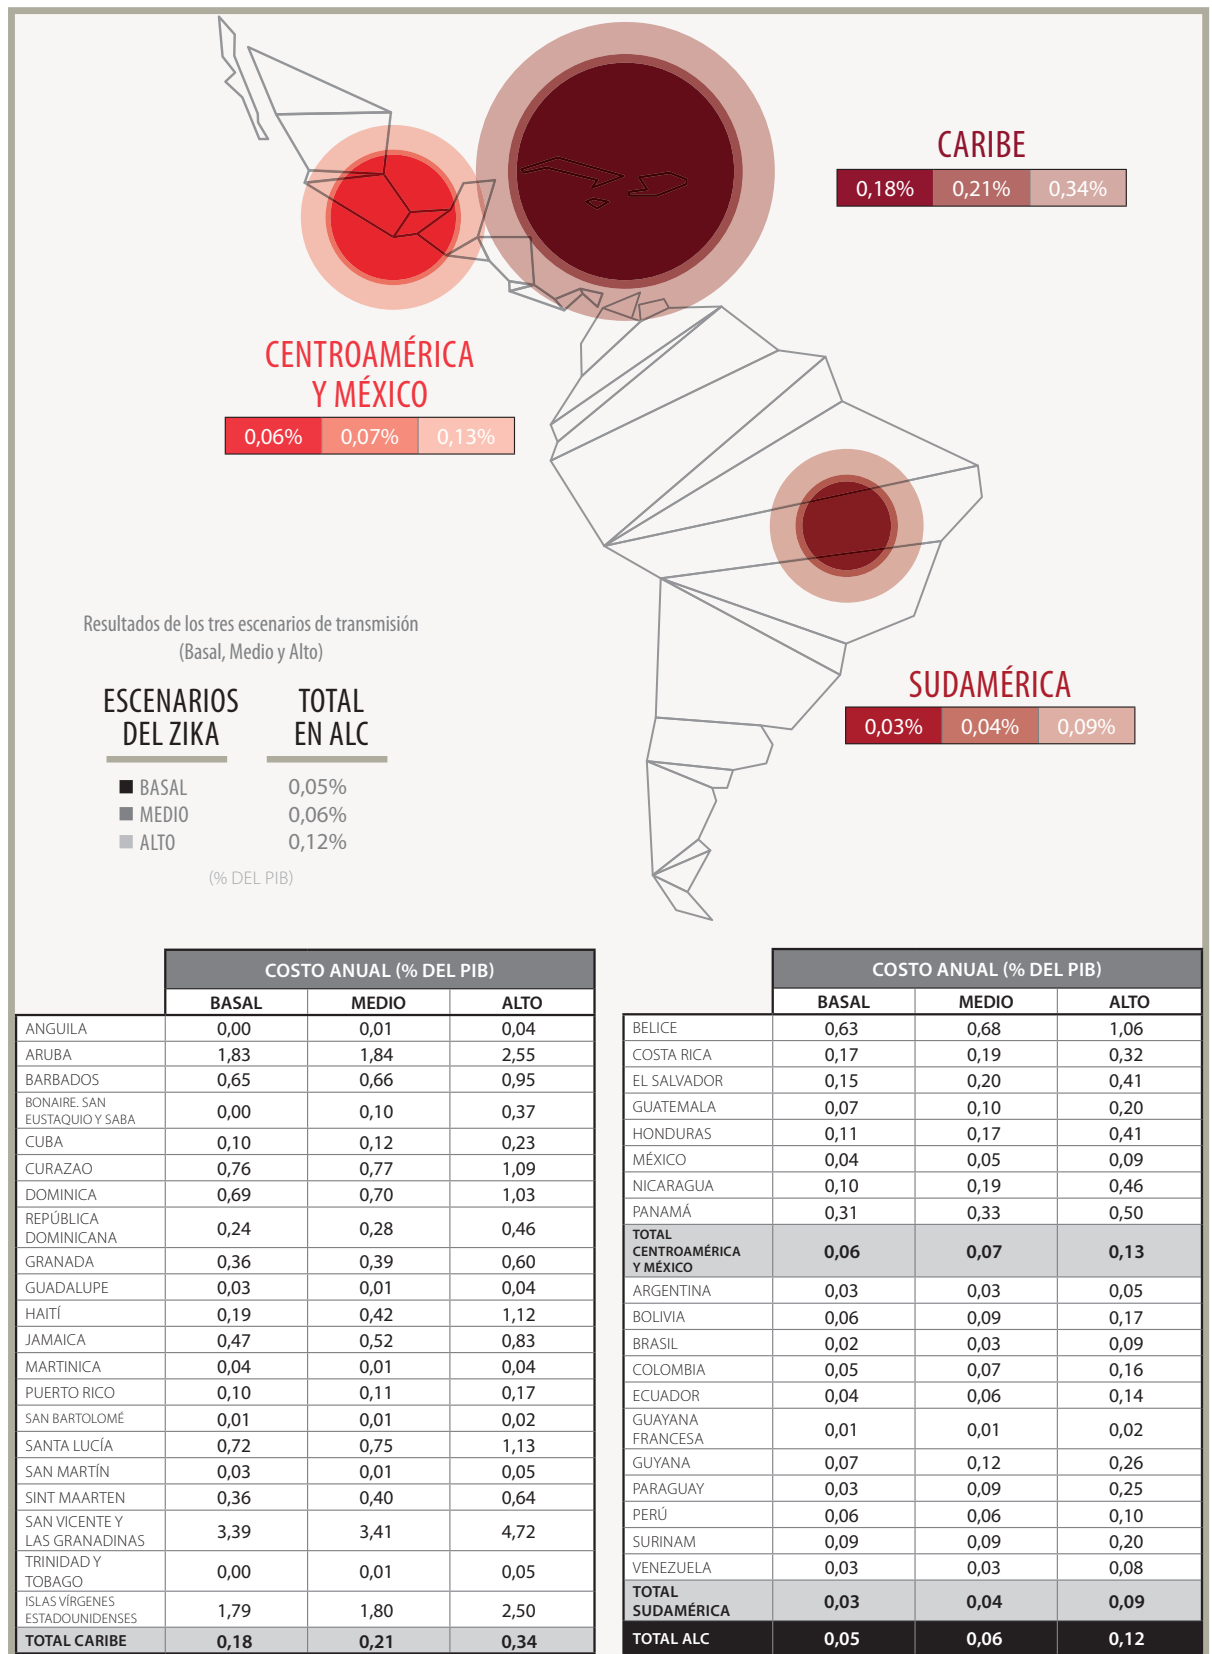 CARIBE
0,18% 0,21% 0,34%
CENTROAMÉRICA
Y MÉXICO
0,06% 0,07% 0,13%
Resultados de los tres escenarios de transmisión
(Basal, Medio y Alto)
ESCENARIOS
DEL ZIKA
TOTAL
EN ALC
BASAL 0,05%
MEDIO 0,06%
ALTO 0,12%
(% DEL PIB)
SUDAMÉRICA
0,03% 0,04% 0,09%
COSTO ANUAL (% DEL PIB)
BASAL MEDIO ALTO
ANGUILA 0,00 0,01 0,04
ARUBA 1,83 1,84 2,55
BARBADOS 0,65 0,66 0,95
BONAIRE. SAN
EUSTAQUIO Y SABA 0,00 0,10 0,37
CUBA 0,10 0,12 0,23
CURAZAO 0,76 0,77 1,09
DOMINICA 0,69 0,70 1,03
REPÚBLICA
DOMINICANA 0,24 0,28 0,46
GRANADA 0,36 0,39 0,60
GUADALUPE 0,03 0,01 0,04
HAITÍ 0,19 0,42 1,12
JAMAICA 0,47 0,52 0,83
MARTINICA 0,04 0,01 0,04
PUERTO RICO 0,10 0,11 0,17
SAN BARTOLOMÉ 0,01 0,01 0,02
SANTA LUCÍA 0,72 0,75 1,13
SAN MARTÍN 0,03 0,01 0,05
SINT MAARTEN 0,36 0,40 0,64
SAN VICENTE Y
LAS GRANADINAS 3,39 3,41 4,72
TRINIDAD Y
TOBAGO 0,00 0,01 0,05
ISLAS VÍRGENES
ESTADOUNIDENSES 1,79 1,80 2,50
TOTAL CARIBE 0,18 0,21 0,34
COSTO ANUAL (% DEL PIB)
BASAL MEDIO ALTO
BELICE 0,63 0,68 1,06
COSTA RICA 0,17 0,19 0,32
EL SALVADOR 0,15 0,20 0,41
GUATEMALA 0,07 0,10 0,20
HONDURAS 0,11 0,17 0,41
MÉXICO 0,04 0,05 0,09
NICARAGUA 0,10 0,19 0,46
PANAMÁ 0,31 0,33 0,50
TOTAL
CENTROAMÉRICA
Y MÉXICO 0,06 0,07 0,13
ARGENTINA 0,03 0,03 0,05
BOLIVIA 0,06 0,09 0,17
BRASIL 0,02 0,03 0,09
COLOMBIA 0,05 0,07 0,16
ECUADOR 0,04 0,06 0,14
GUAYANA
FRANCESA 0,01 0,01 0,02
GUYANA 0,07 0,12 0,26
PARAGUAY 0,03 0,09 0,25
PERÚ 0,06 0,06 0,10
SURINAM 0,09 0,09 0,20
VENEZUELA 0,03 0,03 0,08
TOTAL
SUDAMÉRICA 0,03 0,04 0,09
TOTAL ALC 0,05 0,06 0,12